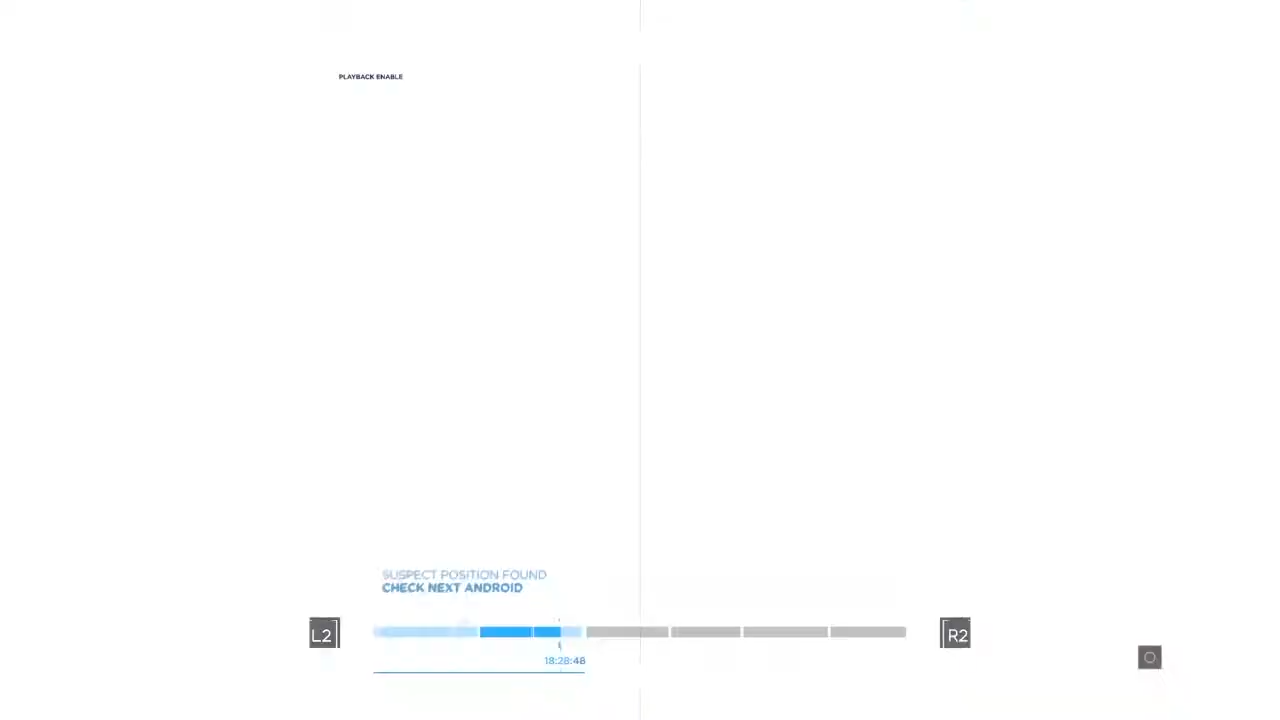 PLAYBACK ENABLE
SUSPECT POSITION FOUND
CHECK NEXT ANDROID
L2
R2
18:28:48